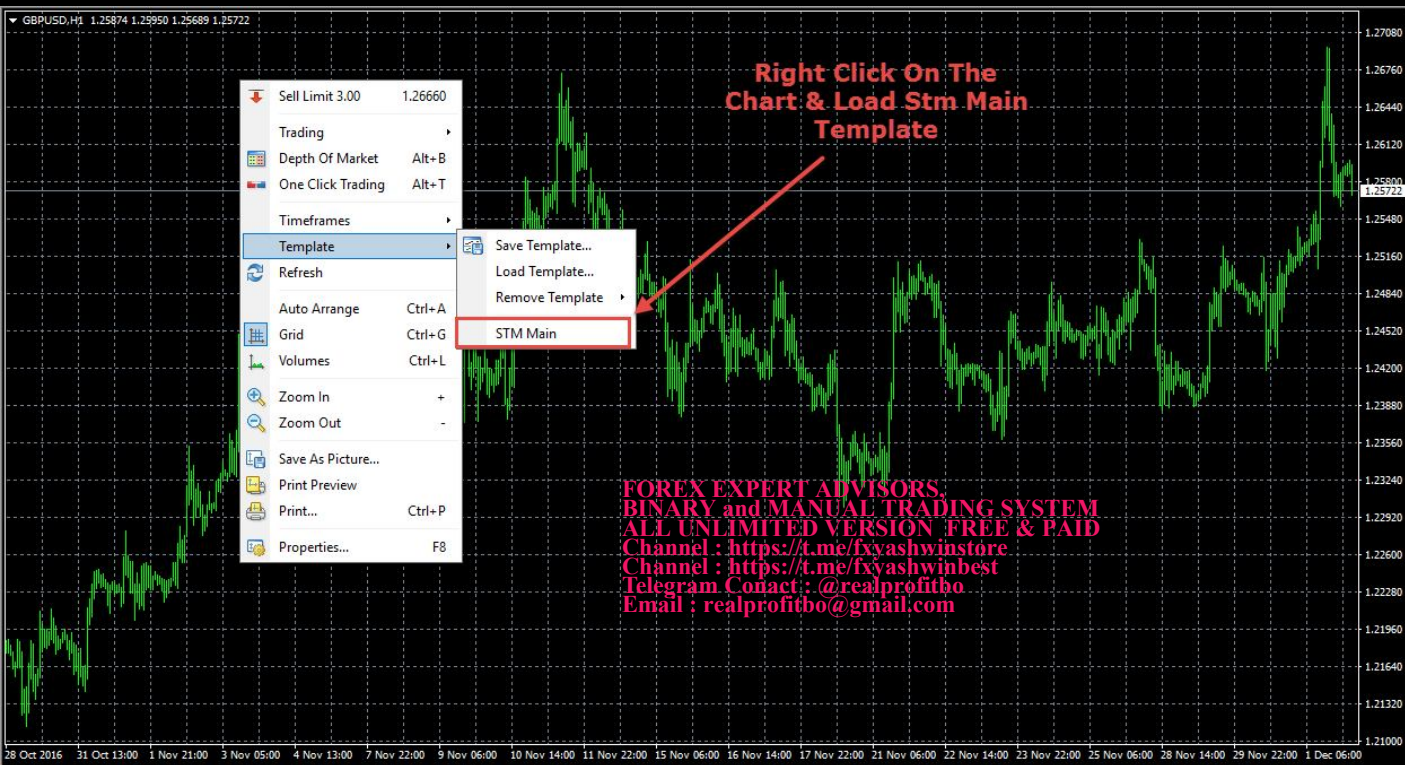 GBPUSD,H1 1.25874 1.25950 1.25689 1.25722
Right Click On The
Chart & Load Stm Main
Template
Sell Limit 3.00 1.26660
Trading
Depth Of Market Alt+B
One Click Trading Alt+T
Timeframes
Template
Refresh
Auto Arrange Ctrl+A
Grid Ctrl+G
Volumes Ctrl+L
Zoom In +
Zoom Out -
Save As Picture...
Print Preview
Print... Ctrl+P
Properties... F8
Save Template...
Load Template...
Remove Template
STM Main
FOREX EXPERT ADVISORS,
BINARY and MANUAL TRADING SYSTEM
ALL UNLIMITED VERSION FREE & PAID
Channel : https://t.me/fxyashwinstore
Channel : https://t.me/fxyashwinbest
Telegram Conact : @realprofitbo
Email : realprofitbo@gmail.com
1.27080
1.26760
1.26440
1.26120
1.25800
1.25722
1.25480
1.25160
1.24840
1.24520
1.24200
1.23880
1.23560
1.23240
1.22920
1.22600
1.22280
1.21960
1.21640
1.21320
1.21000
28 Oct 2016 31 Oct 13:00 1 Nov 21:00 3 Nov 05:00 4 Nov 13:00 7 Nov 22:00 9 Nov 06:00 10 Nov 14:00 11 Nov 22:00 15 Nov 06:00 16 Nov 14:00 17 Nov 22:00 21 Nov 06:00 22 Nov 14:00 23 Nov 22:00 25 Nov 06:00 28 Nov 14:00 29 Nov 22:00 1 Dec 06:00